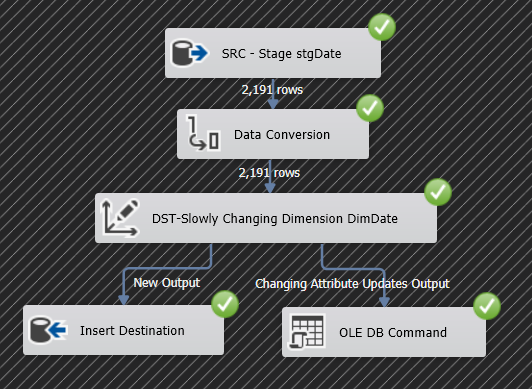 SRC - Stage stgDate
2,191 rows
Data Conversion
2,191 rows
DST-Slowly Changing Dimension DimDate
New Output
Changing Attribute Updates Output
Insert Destination
OLE DB Command